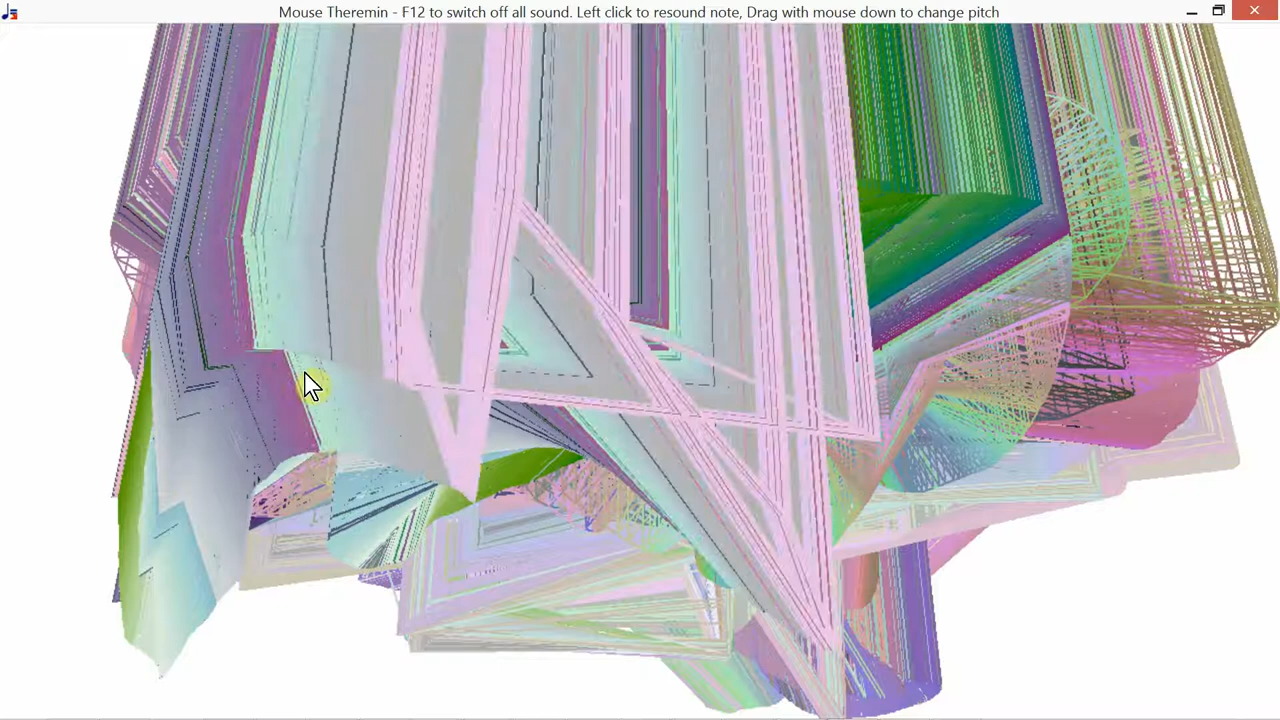 Mouse Theremin - F12 to switch off all sound. Left click to resound note, Drag with mouse down to change pitch